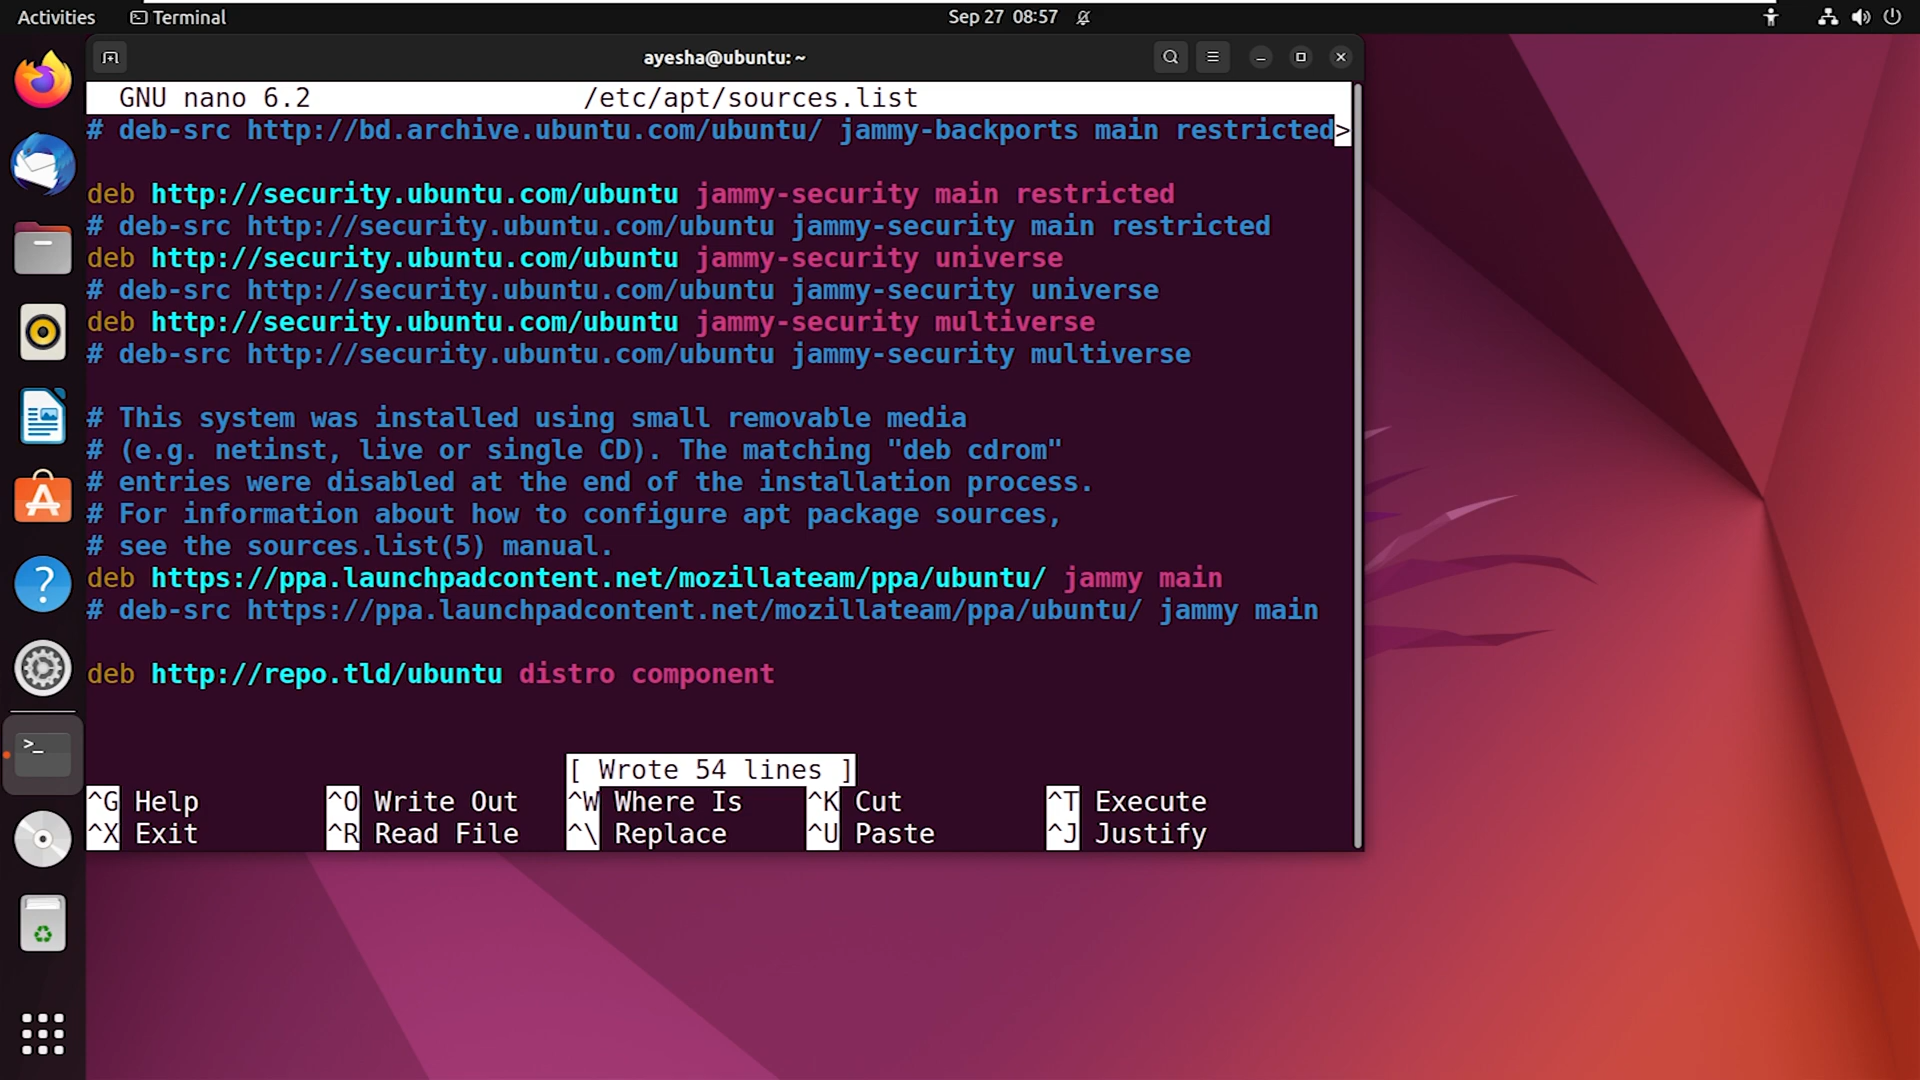 Activities Terminal Sep 27 08:57
ayesha@ubuntu: ~
GNU nano 6.2 /etc/apt/sources.list
# deb-src http://bd.archive.ubuntu.com/ubuntu/ jammy-backports main restricted>
deb http://security.ubuntu.com/ubuntu jammy-security main restricted
# deb-src http://security.ubuntu.com/ubuntu jammy-security main restricted
deb http://security.ubuntu.com/ubuntu jammy-security universe
# deb-src http://security.ubuntu.com/ubuntu jammy-security universe
deb http://security.ubuntu.com/ubuntu jammy-security multiverse
# deb-src http://security.ubuntu.com/ubuntu jammy-security multiverse
# This system was installed using small removable media
# (e.g. netinst, live or single CD). The matching "deb cdrom"
# entries were disabled at the end of the installation process.
# For information about how to configure apt package sources,
# see the sources.list(5) manual.
deb https://ppa.launchpadcontent.net/mozillateam/ppa/ubuntu/ jammy main
# deb-src https://ppa.launchpadcontent.net/mozillateam/ppa/ubuntu/ jammy main
deb http://repo.tld/ubuntu distro component
[ Wrote 54 lines ]
^G Help ^O Write Out ^W Where Is ^K Cut ^T Execute
^X Exit ^R Read File ^\ Replace ^U Paste ^J Justify